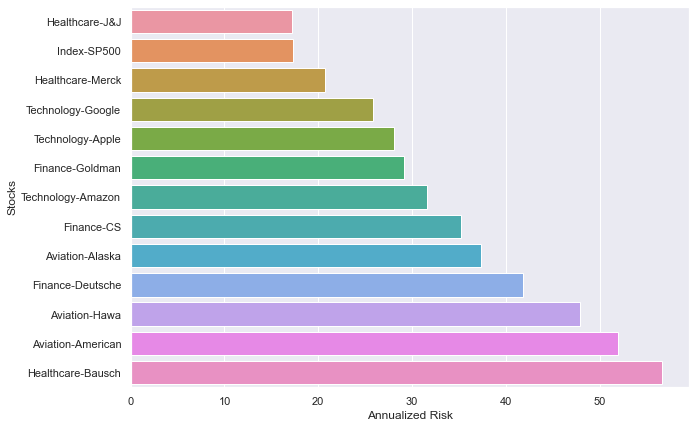 Stocks
Healthcare-J&J
Index-SP500
Healthcare-Merck
Technology-Google
Technology-Apple
Finance-Goldman
Technology-Amazon
Finance-CS
Aviation-Alaska
Finance-Deutsche
Aviation-Hawa
Aviation-American
Healthcare-Bausch
0 10 20 30 40 50
Annualized Risk